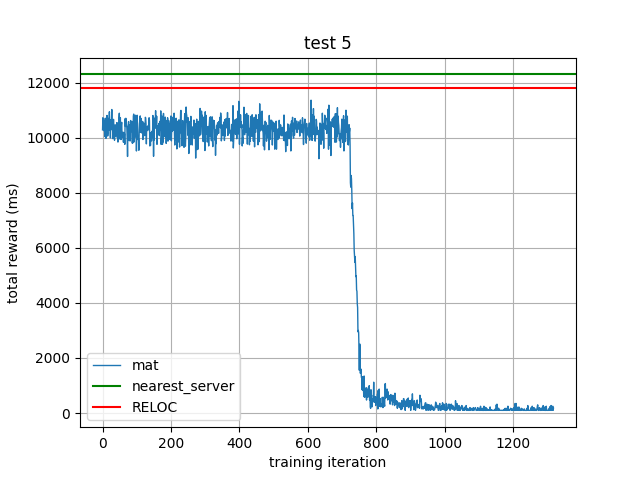 test 5
total reward (ms)
12000
10000
8000
6000
4000
2000
0
mat
nearest_server
RELOC
0 200 400 600 800 1000 1200
training iteration